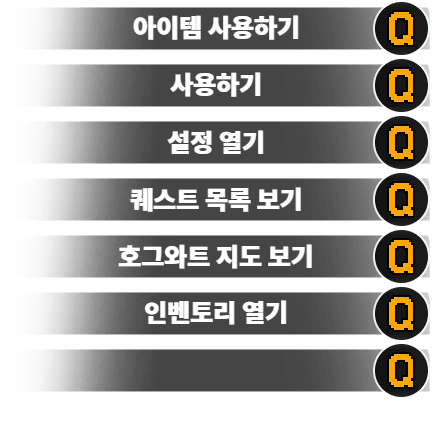 아이템 사용하기 Q
사용하기 Q
설정 열기 Q
퀘스트 목록 보기 Q
호그와트 지도 보기 Q
인벤토리 열기 Q
Q